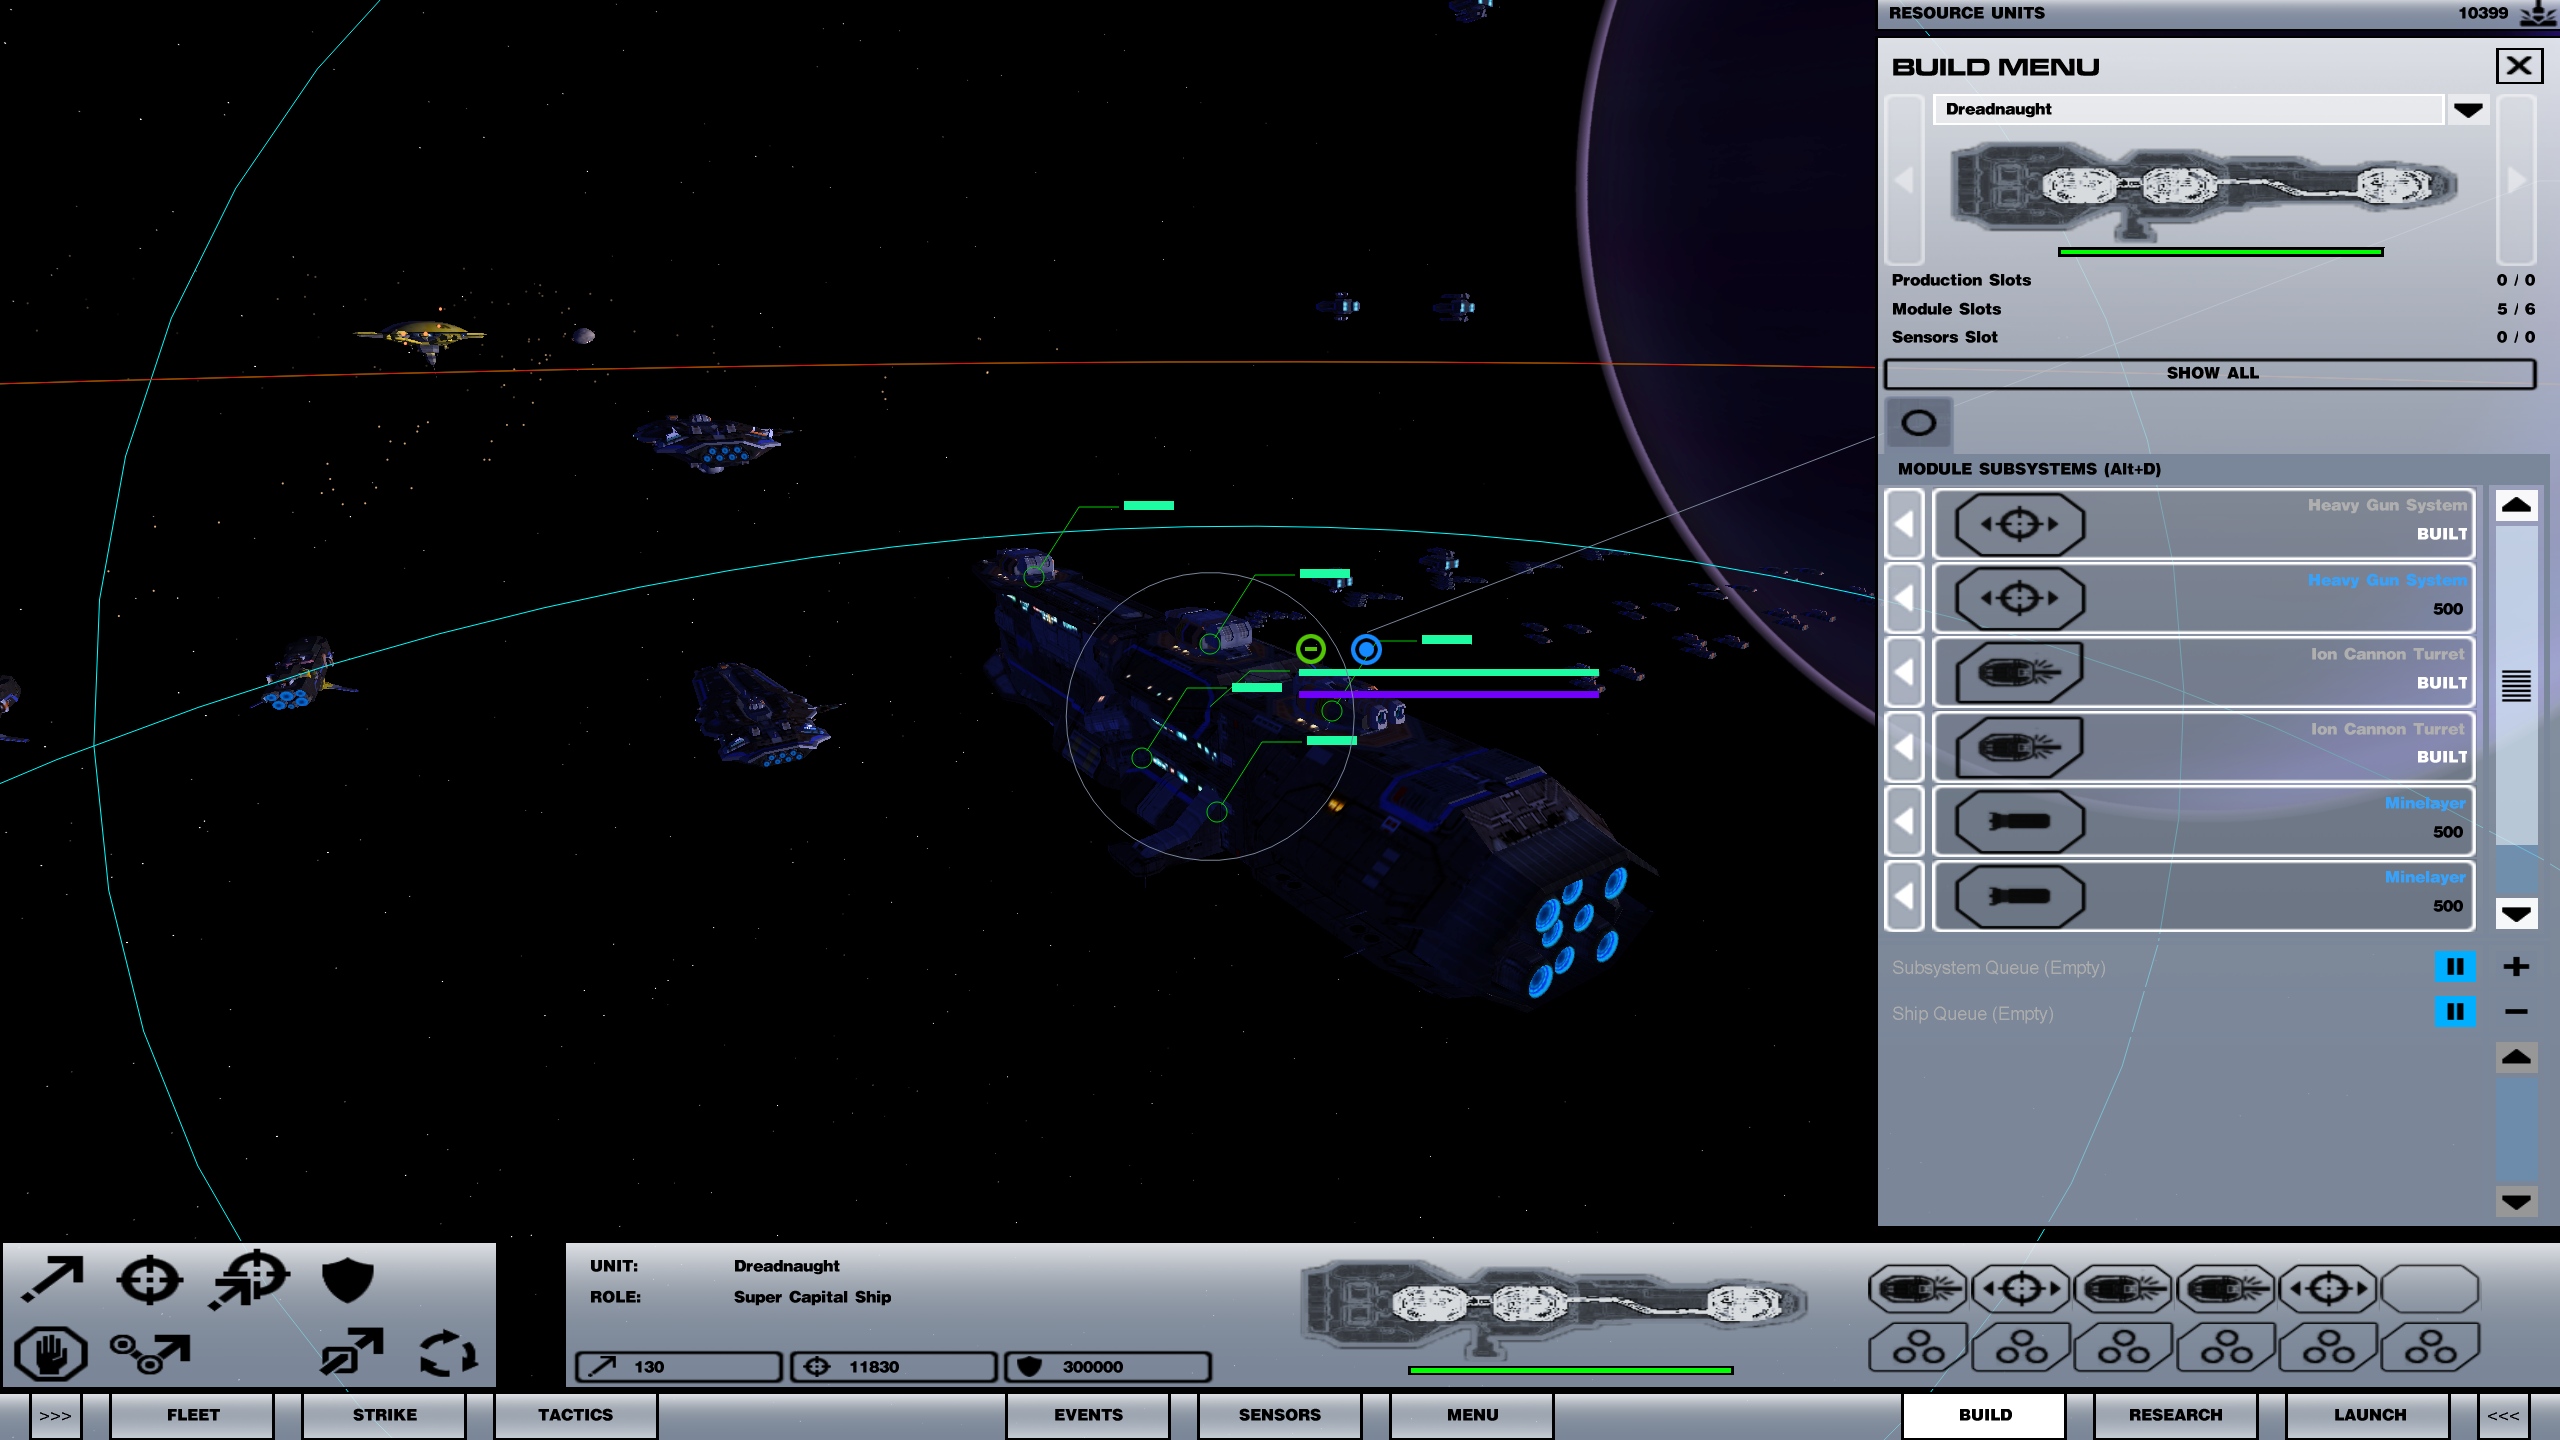 RESOURCE UNITS 10399
BUILD MENU
Dreadnaught
Production Slots 0 / 0
Module Slots 5 / 6
Sensors Slot 0 / 0
SHOW ALL
MODULE SUBSYSTEMS (Alt+D)
Heavy Gun System
BUILT
Heavy Gun System
500
Ion Cannon Turret
BUILT
Ion Cannon Turret
BUILT
Minelayer
500
Minelayer
500
Subsystem Queue (Empty)
Ship Queue (Empty)
UNIT: Dreadnaught
ROLE: Super Capital Ship
130 11830 300000
>>> FLEET STRIKE TACTICS EVENTS SENSORS MENU BUILD RESEARCH LAUNCH <<<